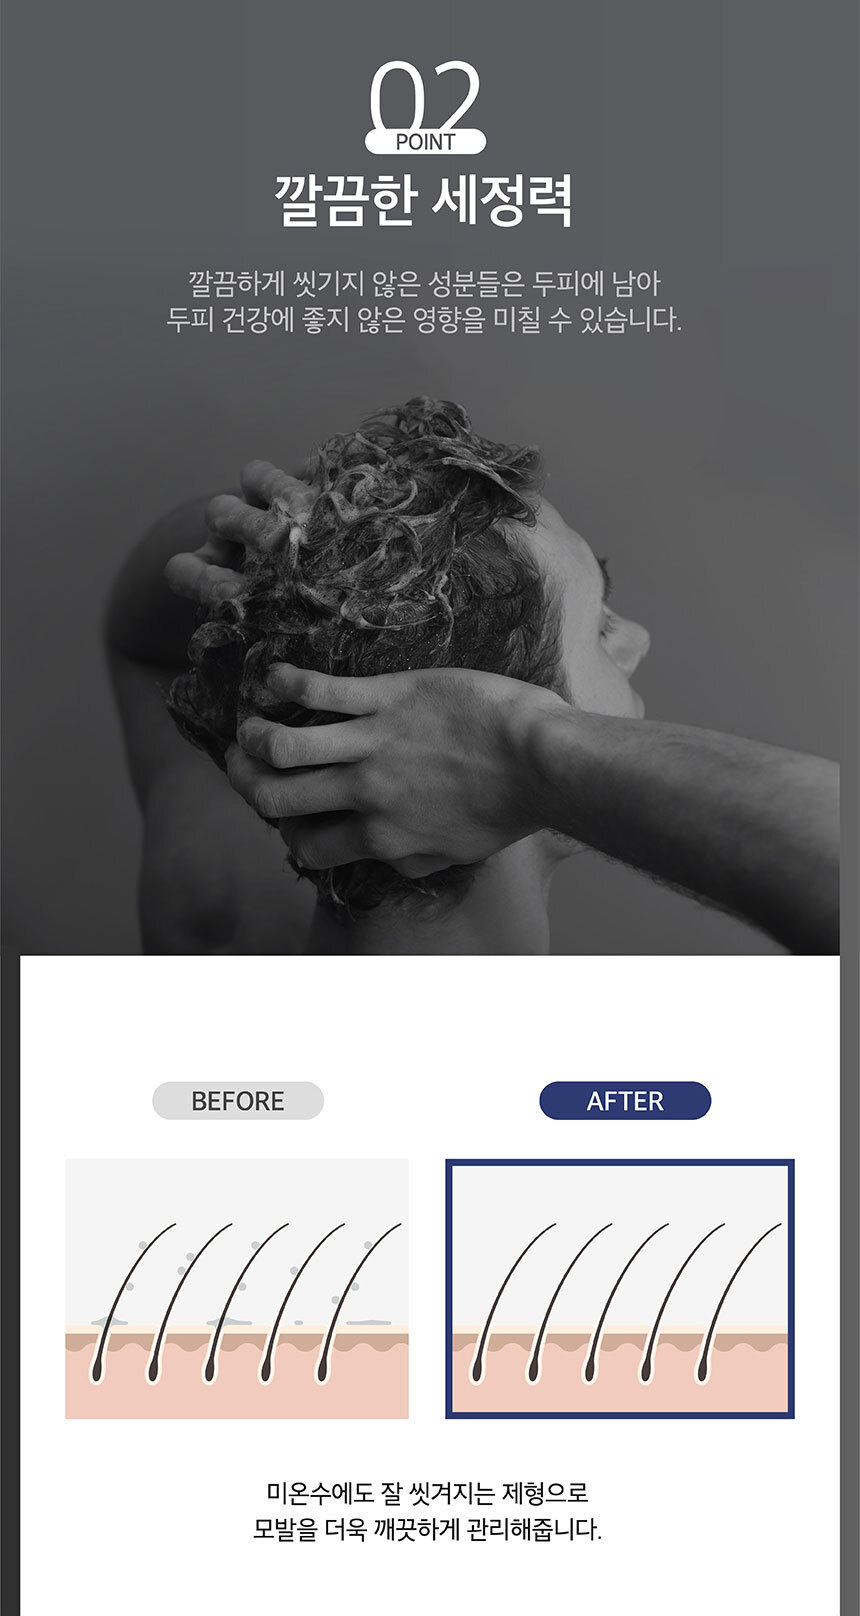 02
POINT
깔끔한 세정력
깔끔하게 씻기지 않은 성분들은 두피에 남아
두피 건강에 좋지 않은 영향을 미칠 수 있습니다.
BEFORE
AFTER
미온수에도 잘 씻겨지는 제형으로
모발을 더욱 깨끗하게 관리해줍니다.